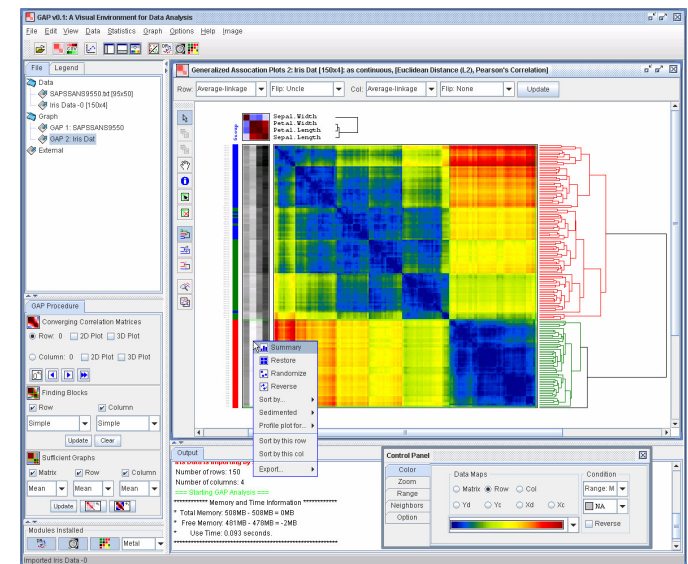 GAP v0.1: A Visual Environment for Data Analysis
File Edit View Data Statistics Graph Options Help Image
File Legend
Data
SAPSSANS9550.txt [95x50]
Iris Data -0 [150x4]
Graph
GAP 1: SAPSSANS9550
GAP 2: Iris Dat
External
GAP Procedure
Converging Correlation Matrices
Row: 0 2D Plot 3D Plot
Column: 0 2D Plot 3D Plot
Finding Blocks
Row Column
Simple Simple
Update Clear
Sufficient Graphs
Matrix Row Column
Mean Mean Mean
Update
Modules Installed
Metal
Imported Iris Data -0
Generalized Assocation Plots 2: Iris Dat [150x4]: as continuous, [Euclidean Distance (L2), Pearson's Correlation]
Row: Average-linkage Flip: Uncle Col: Average-linkage Flip: None Update
Sepal.Width
Petal.Width
Petal.Length
Sepal.Length
Summary
Restore
Randomize
Reverse
Sort by...
Sedimented
Profile plot for...
Sort by this row
Sort by this col
Export...
Output
Number of rows: 150
Number of columns: 4
=== Starting GAP Analysis ===
************ Memory and Time Information ************
* Total Memory: 508MB - 508MB = 0MB
* Free Memory: 481MB - 478MB = -2MB
* Use Time: 0.093 seconds.
Control Panel
Color
Zoom
Range
Neighbors
Option
Data Maps
Matrix Row Col
Yd Yc Xd Xc
Condition
Range: M
NA
Reverse